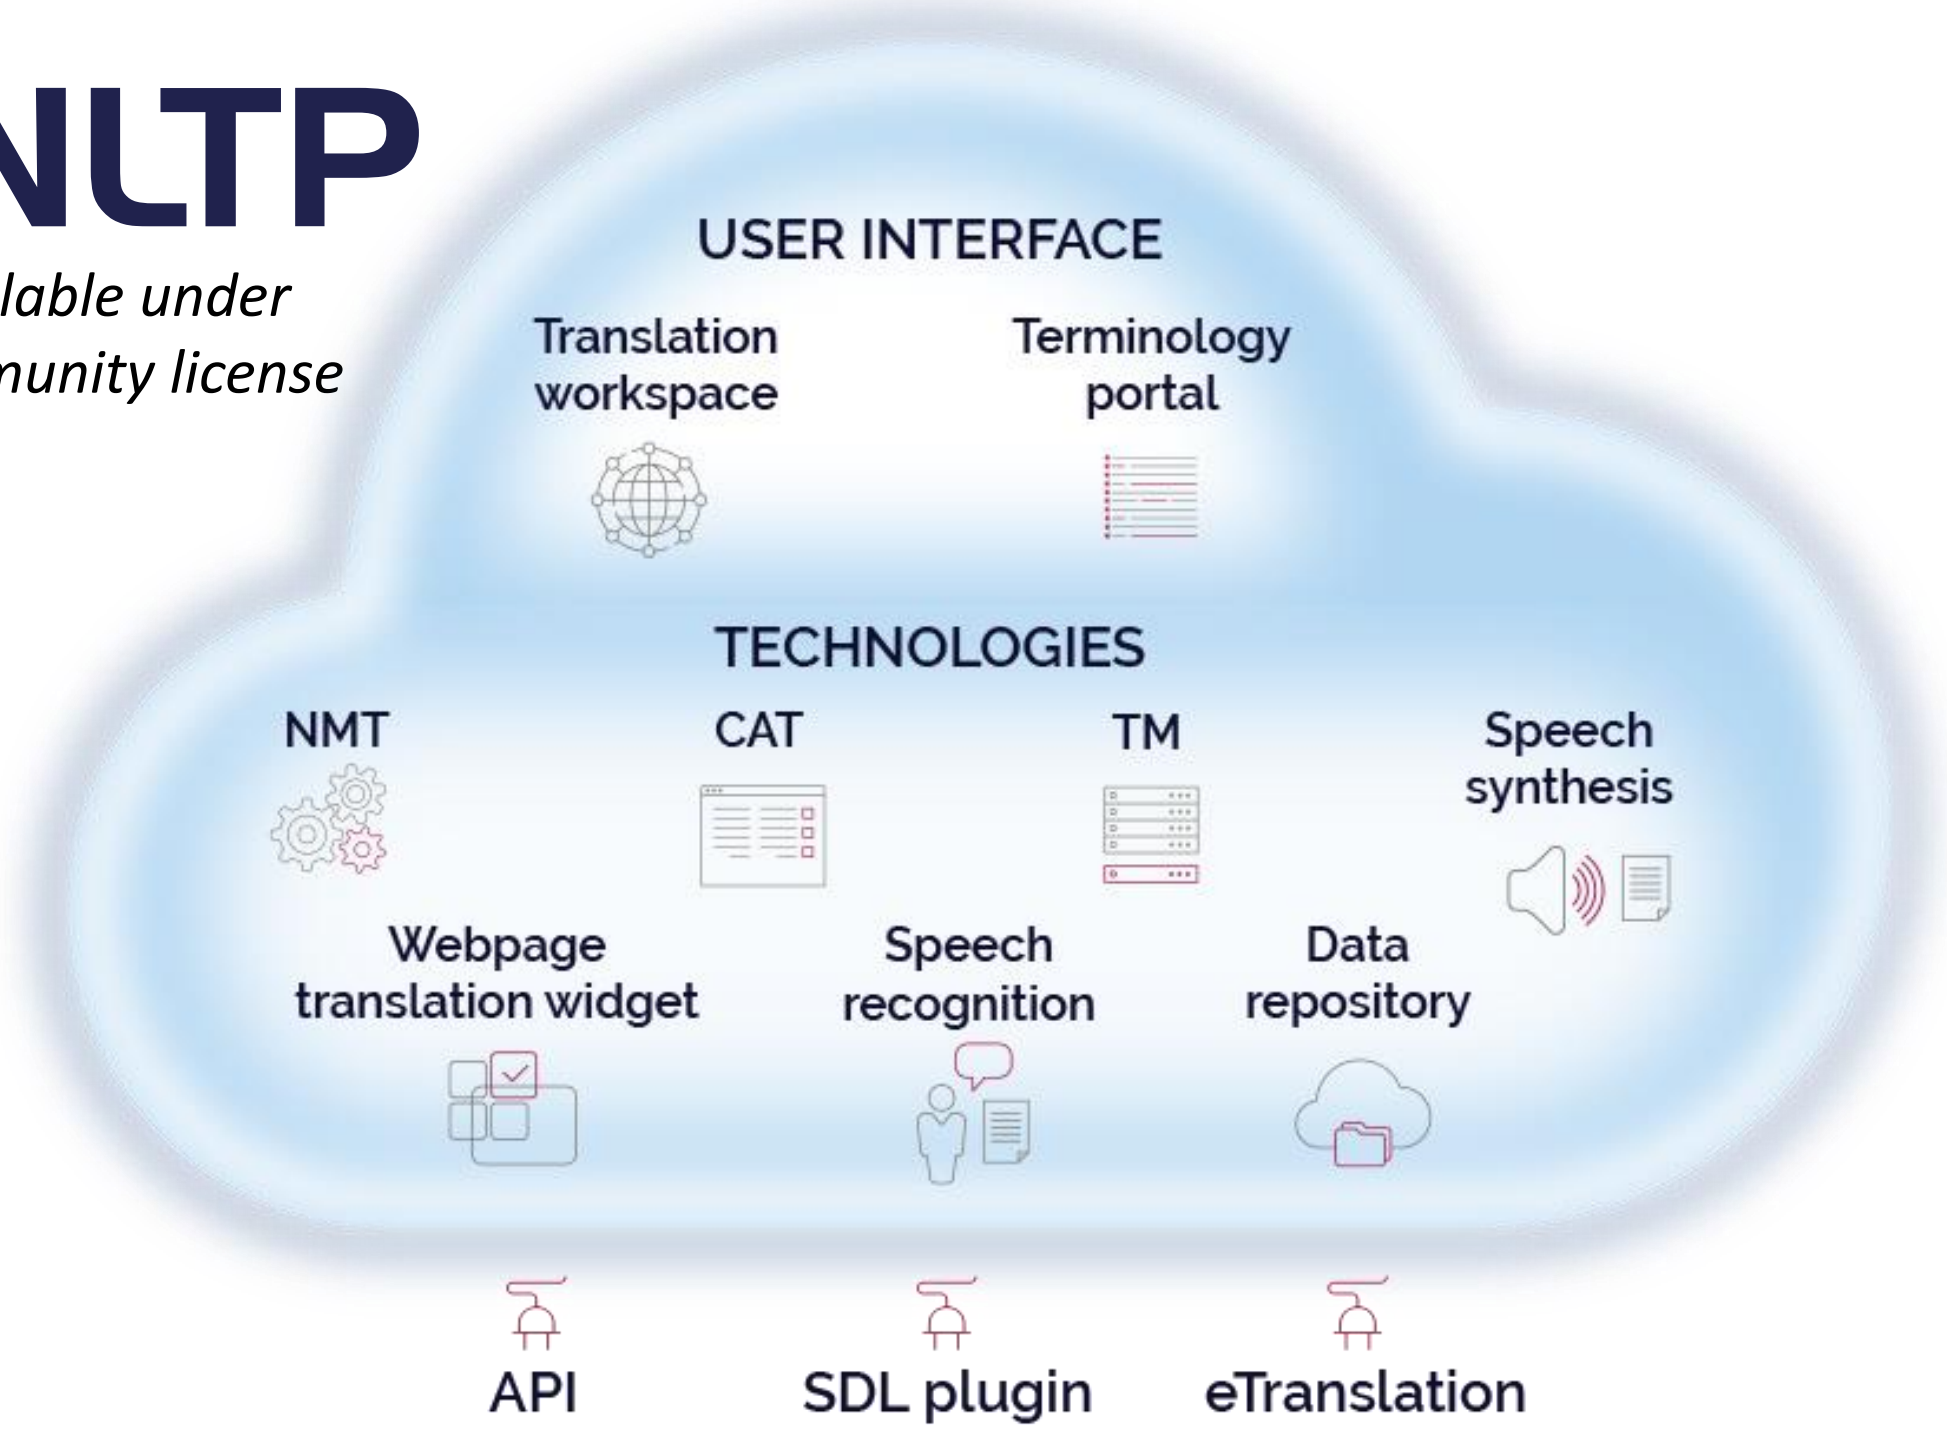 NLTP
lable under
munity license
USER INTERFACE
Translation
workspace
Terminology
portal
TECHNOLOGIES
NMT
CAT
TM
Speech
synthesis
Webpage
translation widget
Speech
recognition
Data
repository
API
SDL plugin
eTranslation